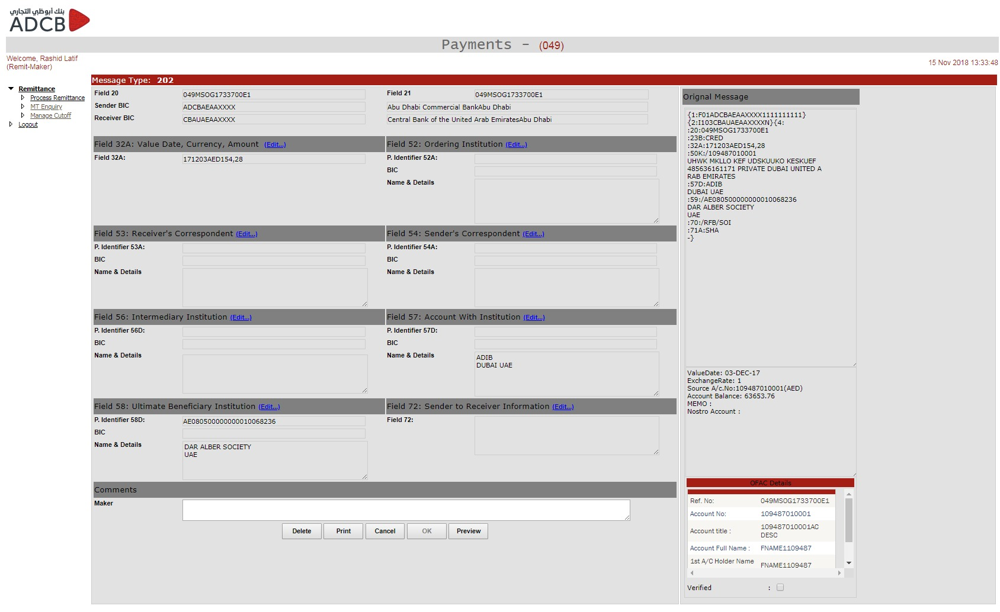 بنك أبوظبي التجاري
ADCB
Payments - (049)
Welcome, Rashid Latif
(Remit-Maker)
15 Nov 2018 13:33:48
Remittance
Process Remittance
MT Enquiry
Manage Cutoff
Logout
Message Type: 202
Field 20 049MSOG1733700E1 Field 21 049MSOG1733700E1
Sender BIC ADCBAEAAXXXX Abu Dhabi Commercial BankAbu Dhabi
Receiver BIC CBAUAEAAXXXX Central Bank of the United Arab EmiratesAbu Dhabi
Field 32A: Value Date, Currency, Amount (Edit...) Field 52: Ordering Institution (Edit...)
Field 32A: 171203AED154,28 P. Identifier 52A:
BIC
Name & Details
Field 53: Receiver's Correspondent (Edit...) Field 54: Sender's Correspondent (Edit...)
P. Identifier 53A: P. Identifier 54A:
BIC BIC
Name & Details Name & Details
Field 56: Intermediary Institution (Edit...) Field 57: Account With Institution (Edit...)
P. Identifier 56D: P. Identifier 57D:
BIC BIC
Name & Details Name & Details ADIB
DUBAI UAE
Field 58: Ultimate Beneficiary Institution (Edit...) Field 72: Sender to Receiver Information (Edit...)
P. Identifier 58D: AE080500000000010068236 Field 72:
BIC
Name & Details DAR ALBER SOCIETY
UAE
Comments
Maker
Delete Print Cancel OK Preview
Orignal Message
{1:F01ADCBAEAAXXXX1111111111}
{2:I103CBAUAEAAXXXXN}{4:
:20:049MSOG1733700E1
:23B:CRED
:32A:171203AED154,28
:50K:/109487010001
UHWK MKLLO KEF UDSKUUKO KESKUEF
485636161171 PRIVATE DUBAI UNITED A
RAB EMIRATES
:57D:ADIB
DUBAI UAE
:59:/AE080500000000010068236
DAR ALBER SOCIETY
UAE
:70:/RFB/SOI
:71A:SHA
-}
ValueDate: 03-DEC-17
ExchangeRate: 1
Source A/c.No:109487010001(AED)
Account Balance: 63653.76
MEMO :
Nostro Account :
OFAC Details
Ref. No: 049MSOG1733700E1
Account No: 109487010001
Account title : 109487010001AC
DESC
Account Full Name : FNAME1109487
1st A/C Holder Name FNAME1109487
Verified :